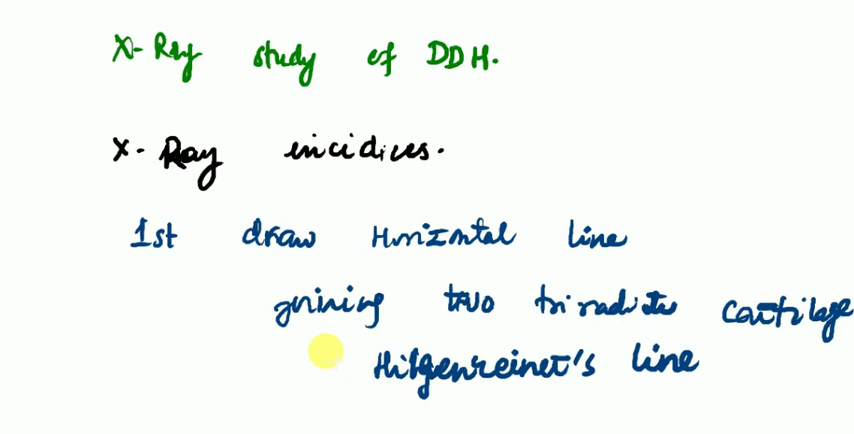 X-Ray study of DDH.
X-Ray incidices.
1st draw Horizontal line
joining two triradiate cartilage
Hilgenreiner's line